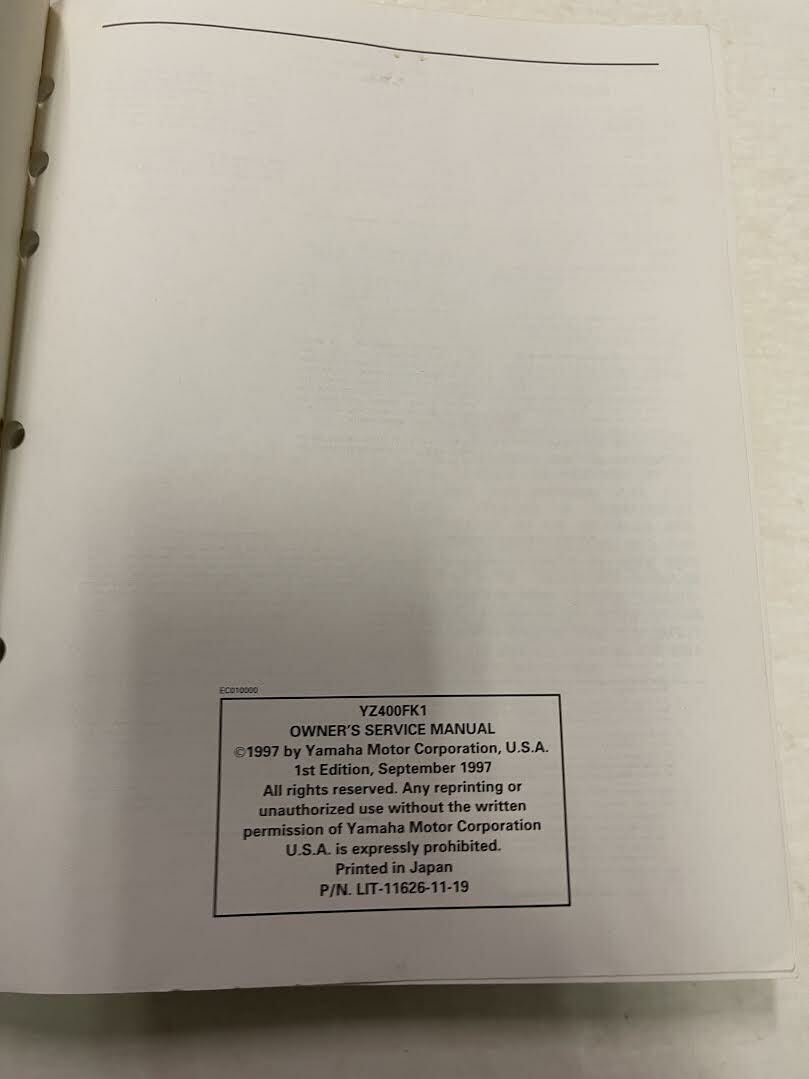 EC010000
YZ400FK1
OWNER'S SERVICE MANUAL
©1997 by Yamaha Motor Corporation, U.S.A.
1st Edition, September 1997
All rights reserved. Any reprinting or
unauthorized use without the written
permission of Yamaha Motor Corporation
U.S.A. is expressly prohibited.
Printed in Japan
P/N. LIT-11626-11-19